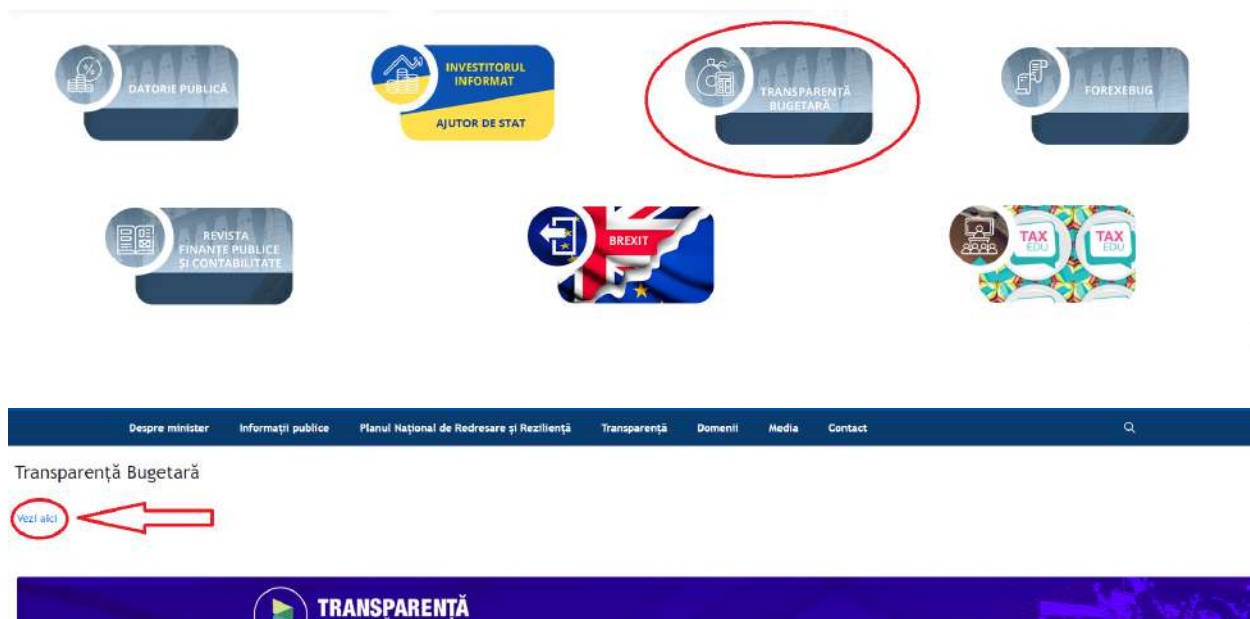 DATORIE PUBLICĂ
INVESTITORUL
INFORMAT
AJUTOR DE STAT
TRANSPARENȚĂ
BUGETARĂ
FOREXEBUG
REVISTA
FINANȚE PUBLICE
ȘI CONTABILITATE
BREXIT
TAX
EDU
TAX
EDU
Despre minister Informații publice Planul Național de Redresare și Reziliență Transparență Domenii Media Contact
Transparență Bugetară
Vezi aici
TRANSPARENȚĂ